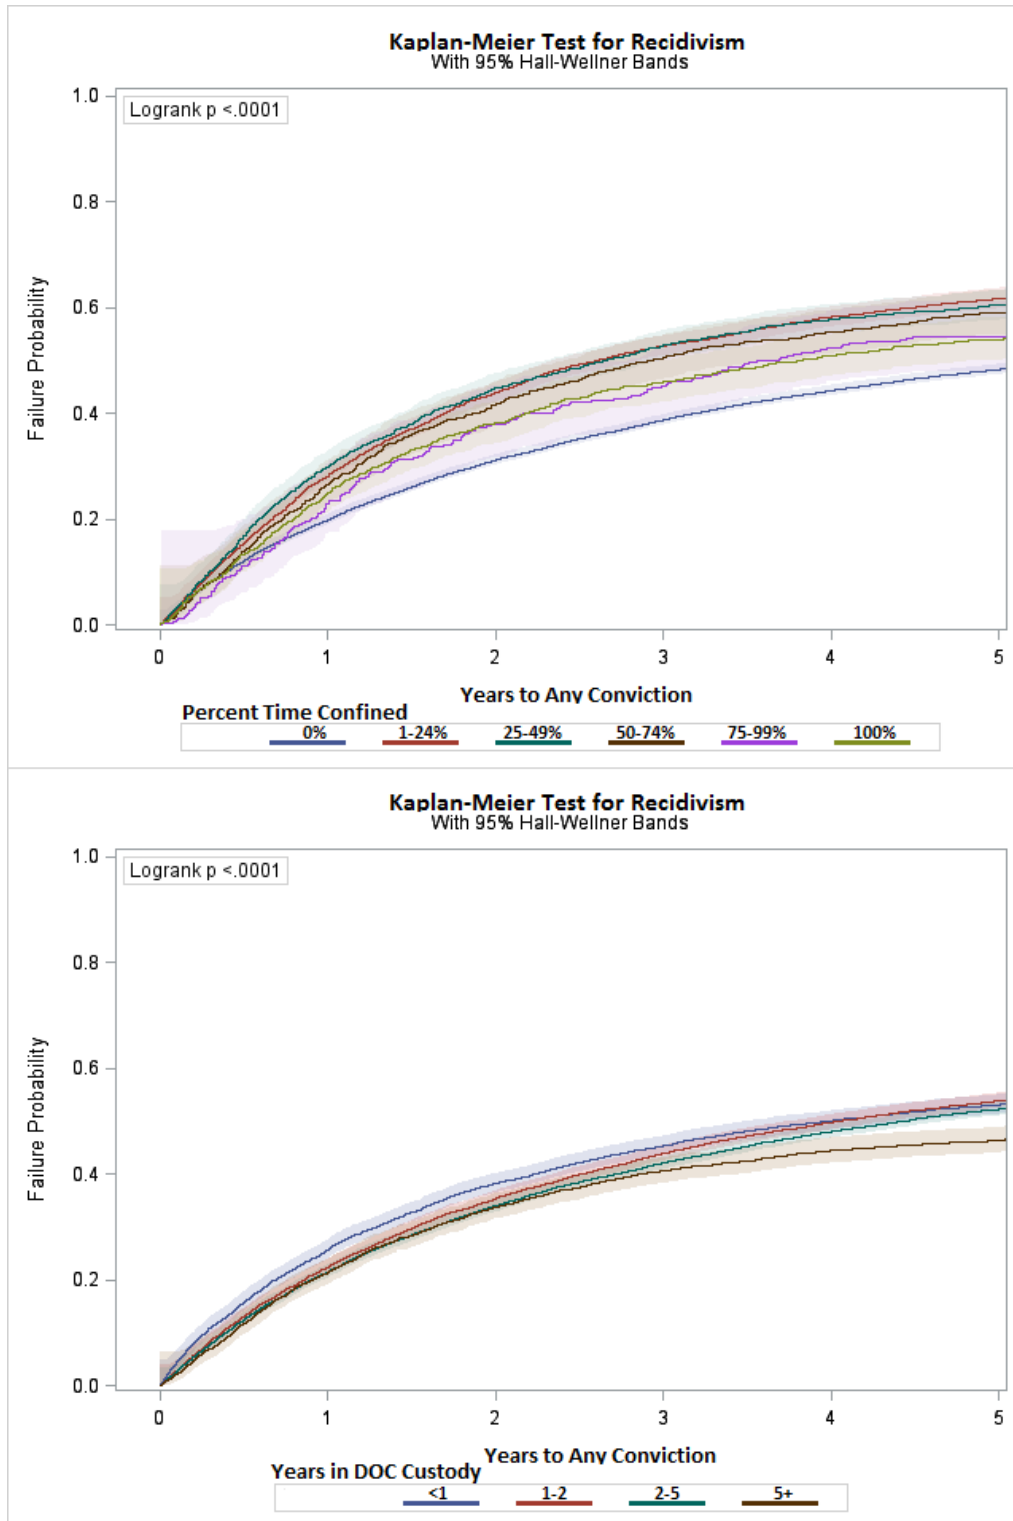 Kaplan-Meier Test for Recidivism
With 95% Hall-Wellner Bands
Logrank p <.0001
1.0
0.8
0.6
0.4
0.2
0.0
Failure Probability
0 1 2 3 4 5
Years to Any Conviction
Percent Time Confined
0% 1-24% 25-49% 50-74% 75-99% 100%
Kaplan-Meier Test for Recidivism
With 95% Hall-Wellner Bands
Logrank p <.0001
1.0
0.8
0.6
0.4
0.2
0.0
Failure Probability
0 1 2 3 4 5
Years to Any Conviction
Years in DOC Custody
<1 1-2 2-5 5+